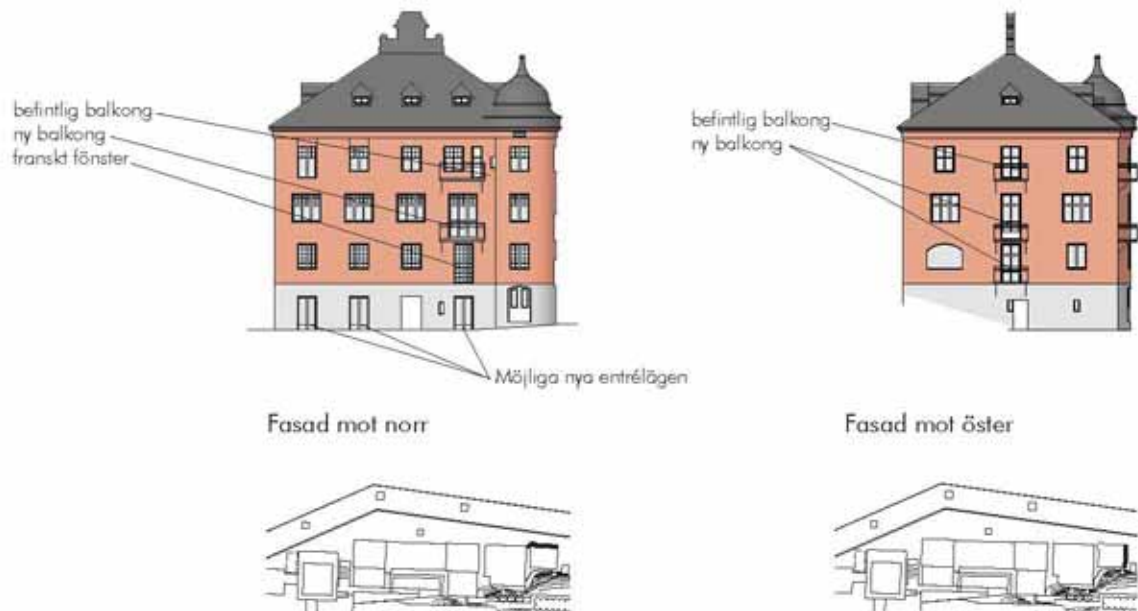 befintlig balkong
ny balkong
franskt fönster
befintlig balkong
ny balkong
Möjliga nya entrélägen
Fasad mot norr
Fasad mot öster